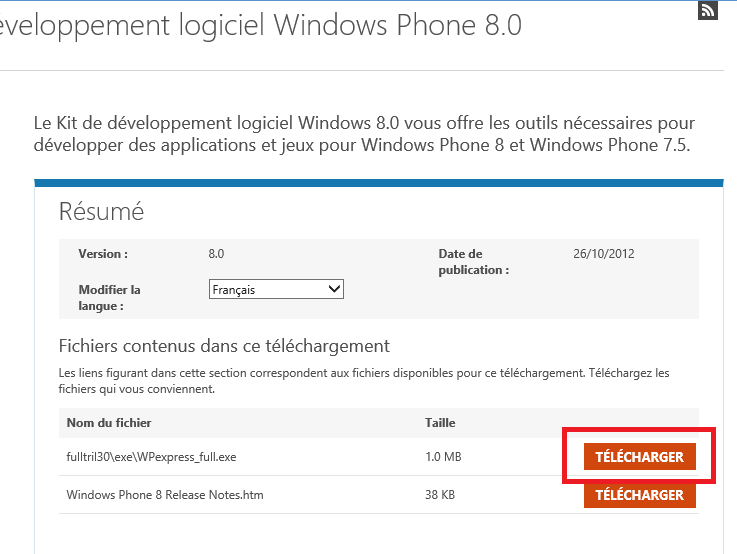 développement logiciel Windows Phone 8.0
Le Kit de développement logiciel Windows 8.0 vous offre les outils nécessaires pour
développer des applications et jeux pour Windows Phone 8 et Windows Phone 7.5.
Résumé
Version : 8.0 Date de 26/10/2012
publication :
Modifier la Français
langue :
Fichiers contenus dans ce téléchargement
Les liens figurant dans cette section correspondent aux fichiers disponibles pour ce téléchargement. Téléchargez les
fichiers qui vous conviennent.
Nom du fichier Taille
fulltril30\exe\WPexpress_full.exe 1.0 MB TÉLÉCHARGER
Windows Phone 8 Release Notes.htm 38 KB TÉLÉCHARGER